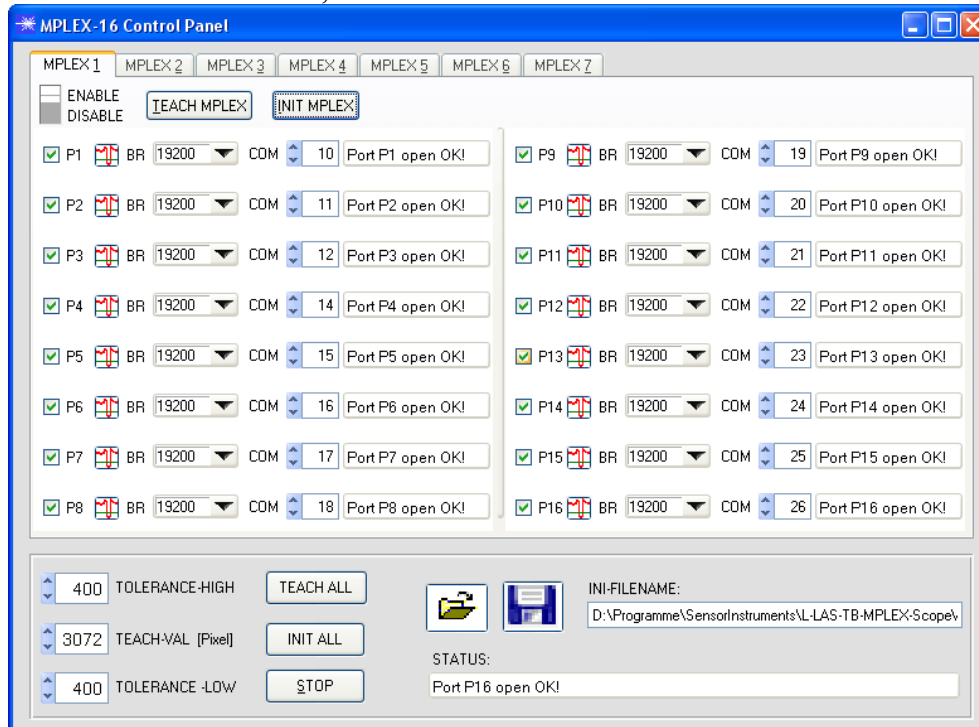 MPLEX-16 Control Panel
MPLEX 1 MPLEX 2 MPLEX 3 MPLEX 4 MPLEX 5 MPLEX 6 MPLEX 7
ENABLE
DISABLE
TEACH MPLEX INIT MPLEX
P1 BR 19200 COM 10 Port P1 open OK!
P2 BR 19200 COM 11 Port P2 open OK!
P3 BR 19200 COM 12 Port P3 open OK!
P4 BR 19200 COM 14 Port P4 open OK!
P5 BR 19200 COM 15 Port P5 open OK!
P6 BR 19200 COM 16 Port P6 open OK!
P7 BR 19200 COM 17 Port P7 open OK!
P8 BR 19200 COM 18 Port P8 open OK!
P9 BR 19200 COM 19 Port P9 open OK!
P10 BR 19200 COM 20 Port P10 open OK!
P11 BR 19200 COM 21 Port P11 open OK!
P12 BR 19200 COM 22 Port P12 open OK!
P13 BR 19200 COM 23 Port P13 open OK!
P14 BR 19200 COM 24 Port P14 open OK!
P15 BR 19200 COM 25 Port P15 open OK!
P16 BR 19200 COM 26 Port P16 open OK!
400 TOLERANCE-HIGH TEACH ALL
3072 TEACH-VAL [Pixel] INIT ALL
400 TOLERANCE -LOW STOP
INI-FILENAME:
D:\Programme\SensorInstruments\L-LAS-TB-MPLEX-Scope\
STATUS:
Port P16 open OK!